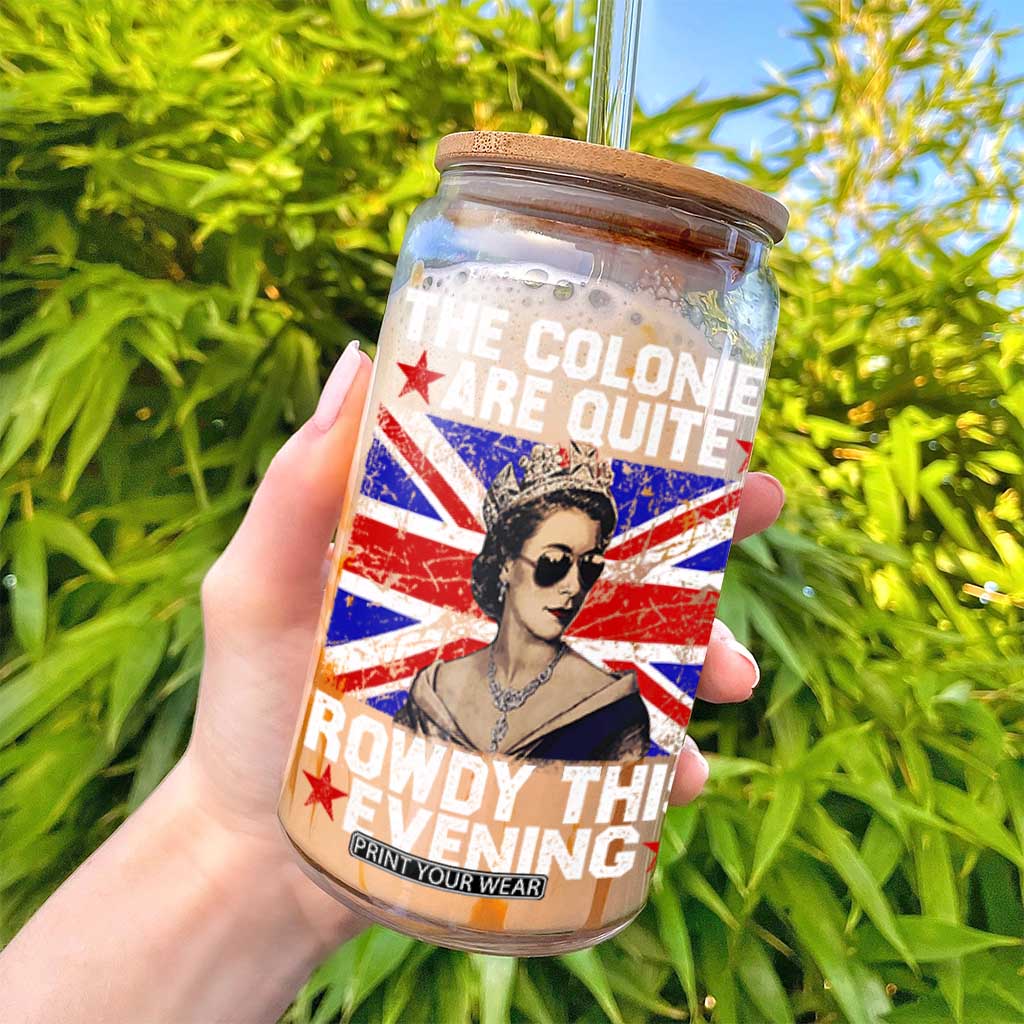 THE COLONIE
ARE QUITE
ROWDY THI
EVENING
PRINT YOUR WEAR